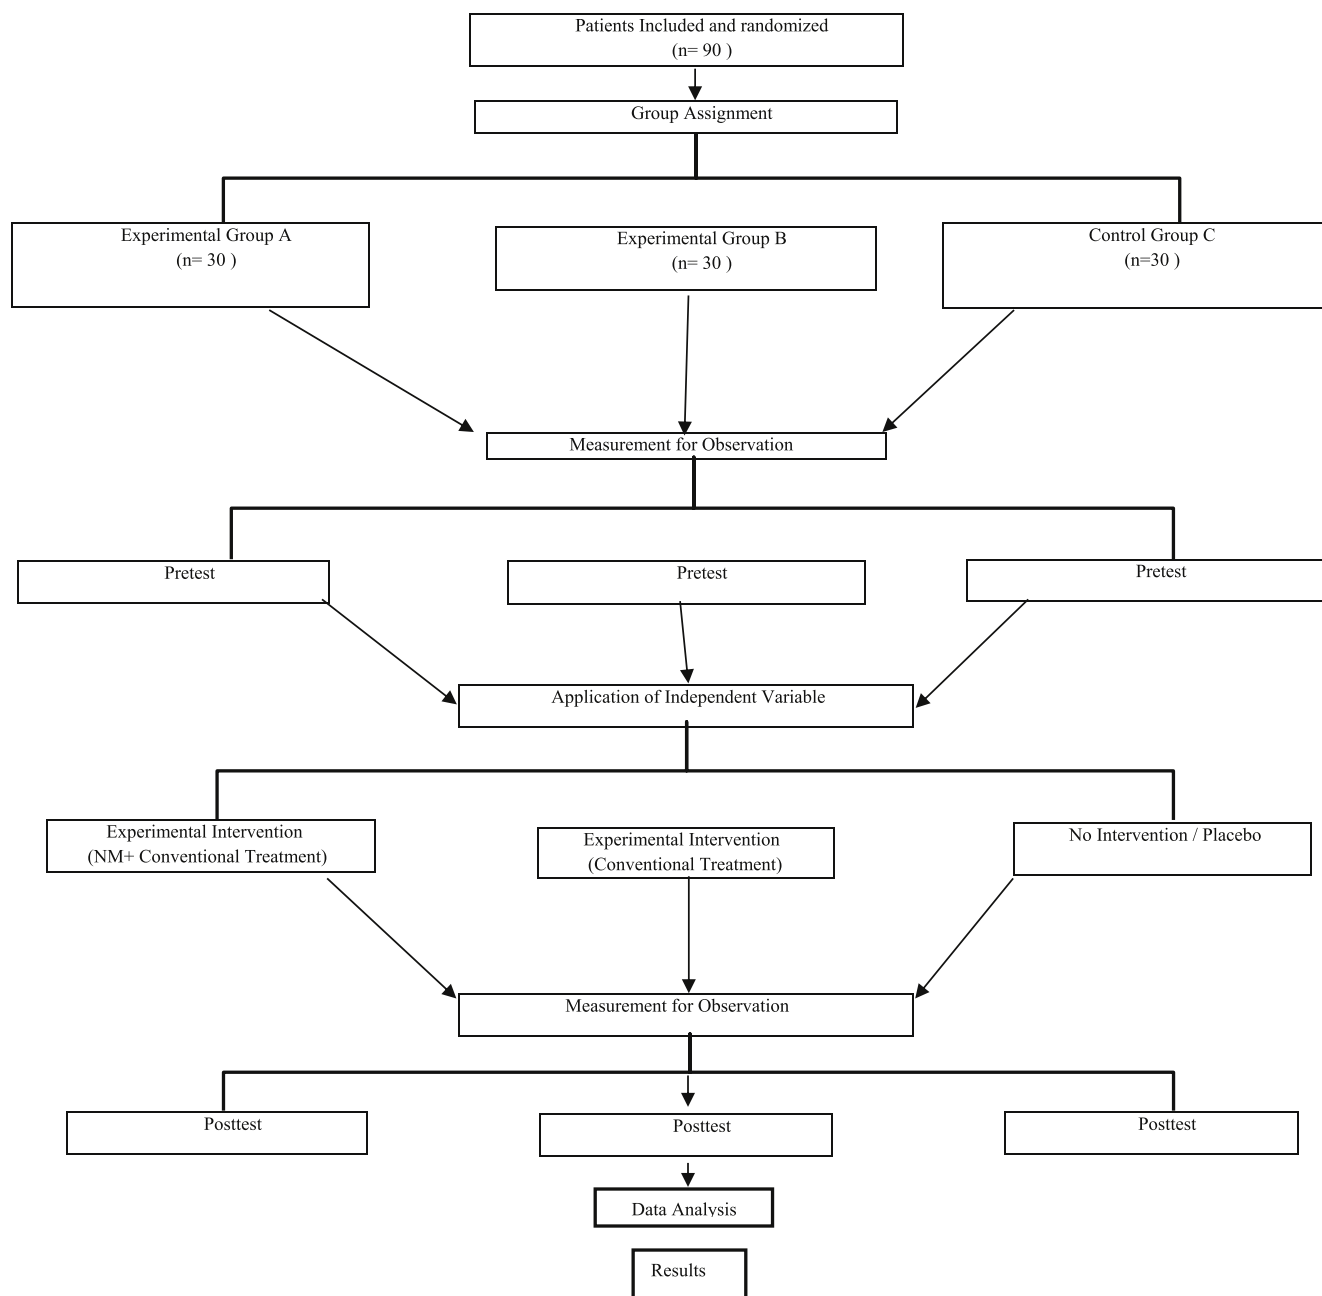 Patients Included and randomized
(n= 90 )
Group Assignment
Experimental Group A
(n= 30 )
Experimental Group B
(n= 30 )
Control Group C
(n=30 )
Measurement for Observation
Pretest
Pretest
Pretest
Application of Independent Variable
Experimental Intervention
(NM+ Conventional Treatment)
Experimental Intervention
(Conventional Treatment)
No Intervention / Placebo
Measurement for Observation
Posttest
Posttest
Posttest
Data Analysis
Results